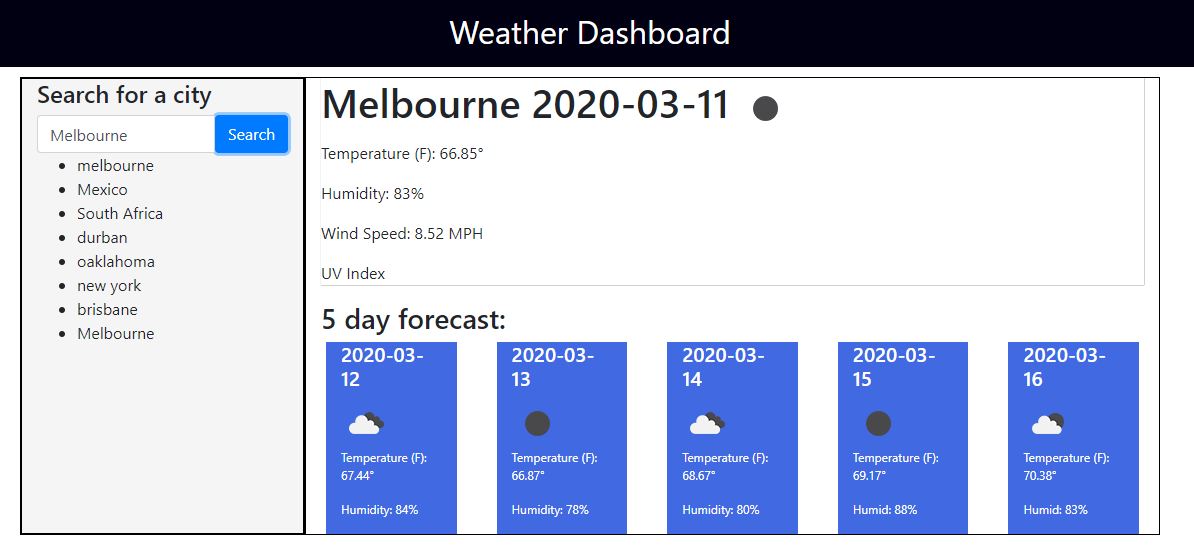 Weather Dashboard
Search for a city
Melbourne
Search
melbourne
Mexico
South Africa
durban
oaklahoma
new york
brisbane
Melbourne
Melbourne 2020-03-11
Temperature (F): 66.85°
Humidity: 83%
Wind Speed: 8.52 MPH
UV Index
5 day forecast:
2020-03-
12
Temperature (F):
67.44°
Humidity: 84%
2020-03-
13
Temperature (F):
66.87°
Humidity: 78%
2020-03-
14
Temperature (F):
68.67°
Humidity: 80%
2020-03-
15
Temperature (F):
69.17°
Humid: 88%
2020-03-
16
Temperature (F):
70.38°
Humid: 83%